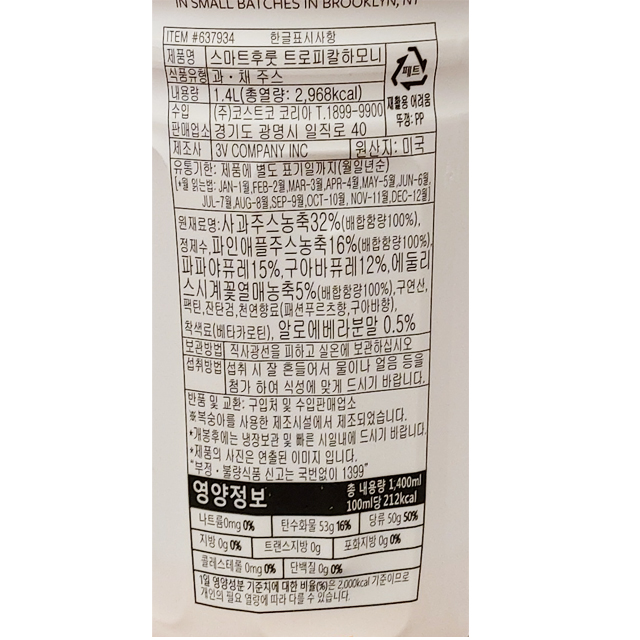 IN SMALL BATCHES IN BROOKLYN, NY
ITEM #637934 한글표시사항
제품명 스마트후룻 트로피칼하모니
식품유형 과·채 주스
내용량 1.4L(총열량: 2,968kcal)
페트
재활용 어려움
뚜껑: PP
수입 (주)코스트코 코리아 T.1899-9900
판매업소 경기도 광명시 일직로 40
제조사 3V COMPANY INC 원산지: 미국
유통기한: 제품에 별도 표기일까지(월일년순)
(*월 읽는법: JAN-1월,FEB-2월,MAR-3월,APR-4월,MAY-5월,JUN-6월,
JUL-7월,AUG-8월,SEP-9월,OCT-10월, NOV-11월,DEC-12월)
원재료명:사과주스농축32%(배합함량100%),
정제수,파인애플주스농축16%(배합함량100%),
파파야퓨레15%,구아바퓨레12%,에둘리
스시계꽃열매농축5%(배합함량100%),구연산,
펙틴,잔탄검,천연향료(패션푸르츠향,구아바향),
착색료(베타카로틴), 알로에베라분말 0.5%
보관방법 직사광선을 피하고 실온에 보관하십시오
섭취방법 섭취 시 잘 흔들어서 물이나 얼음 등을
첨가 하여 식성에 맞게 드시기 바랍니다.
반품 및 교환: 구입처 및 수입판매업소
※복숭아를 사용한 제조시설에서 제조되었습니다.
*개봉후에는 냉장보관 및 빠른 시일내에 드시기 바랍니다.
*제품의 사진은 연출된 이미지 입니다.
"부정·불량식품 신고는 국번없이 1399"
영양정보 총 내용량 1,400ml
100ml당 212kcal
나트륨0mg 0% 탄수화물 53g 16% 당류 50g 50%
지방 0g 0% 트랜스지방 0g 포화지방 0g 0%
콜레스테롤 0mg 0% 단백질 0g 0%
1일 영양성분 기준치에 대한 비율(%)은 2,000kcal 기준이므로
개인의 필요 열량에 따라 다를 수 있습니다.